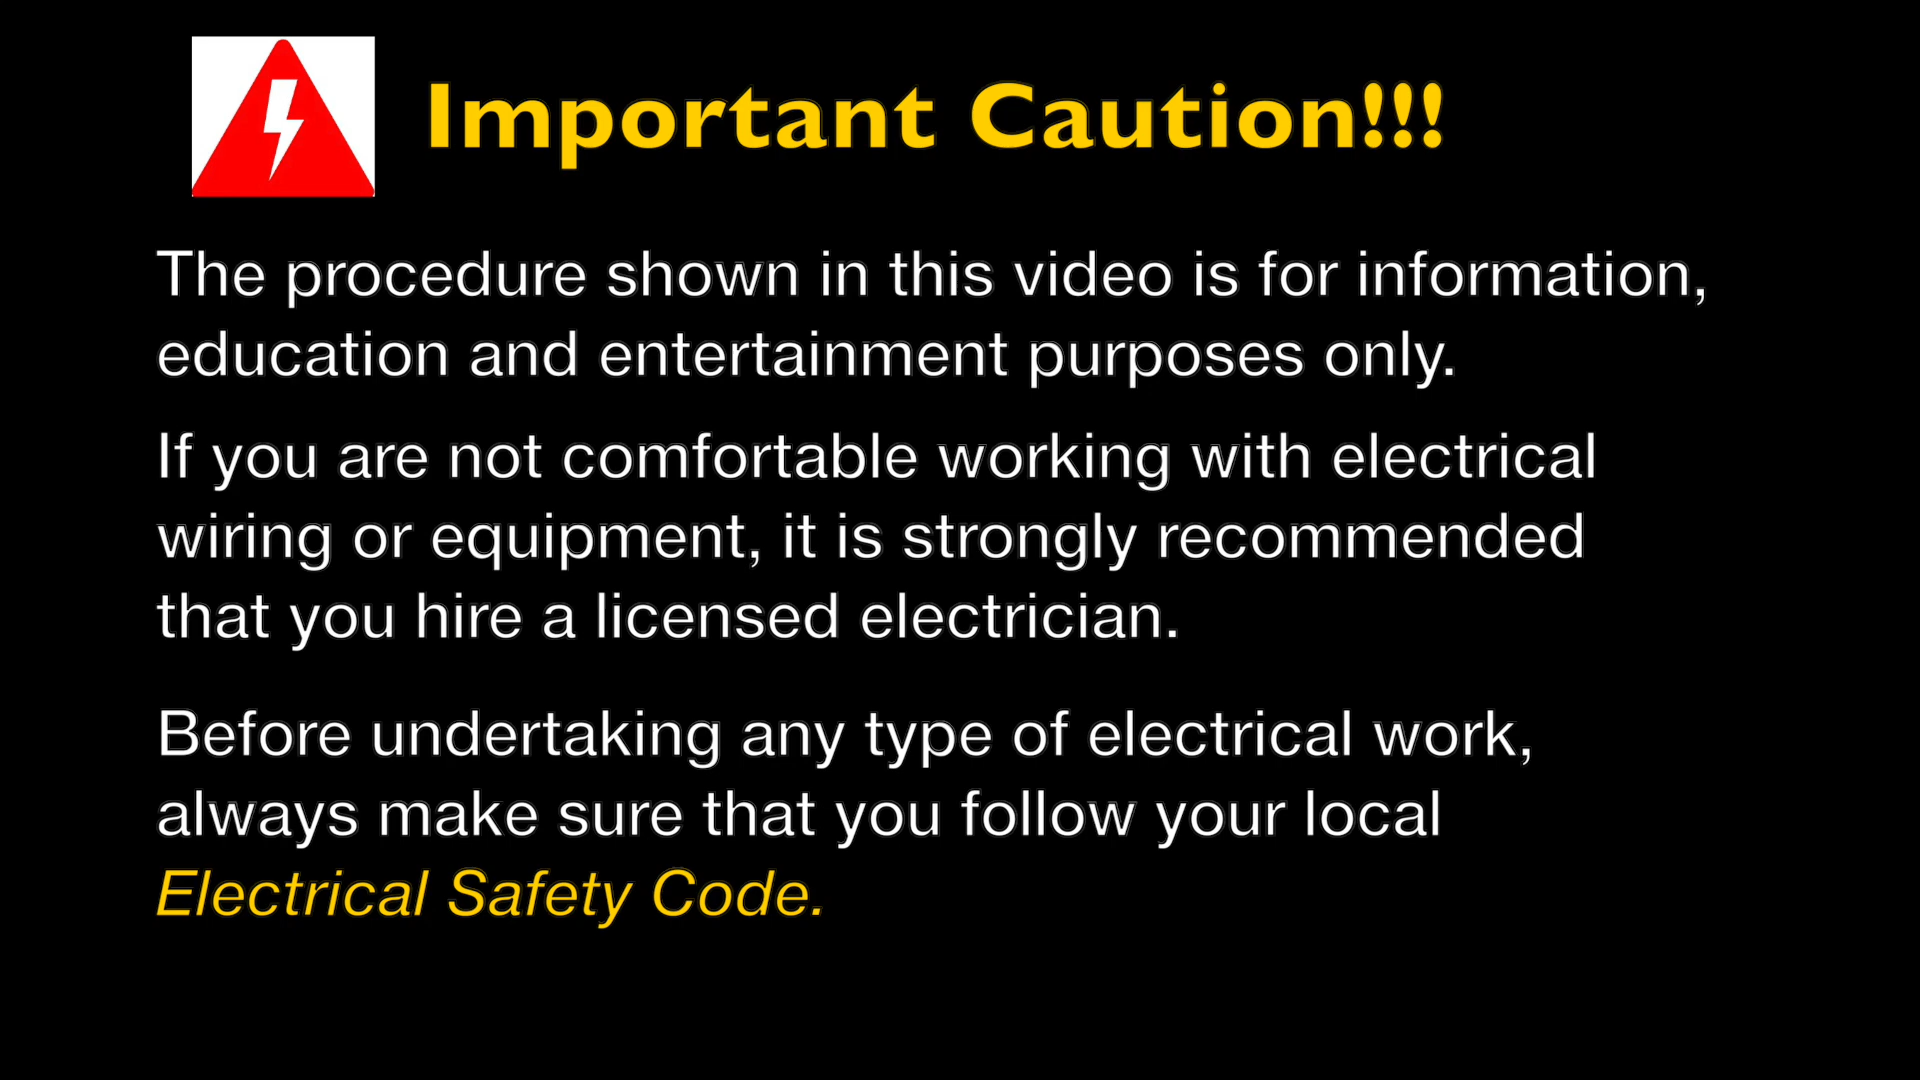 Important Caution!!!
The procedure shown in this video is for information,
education and entertainment purposes only.
If you are not comfortable working with electrical
wiring or equipment, it is strongly recommended
that you hire a licensed electrician.
Before undertaking any type of electrical work,
always make sure that you follow your local
Electrical Safety Code.